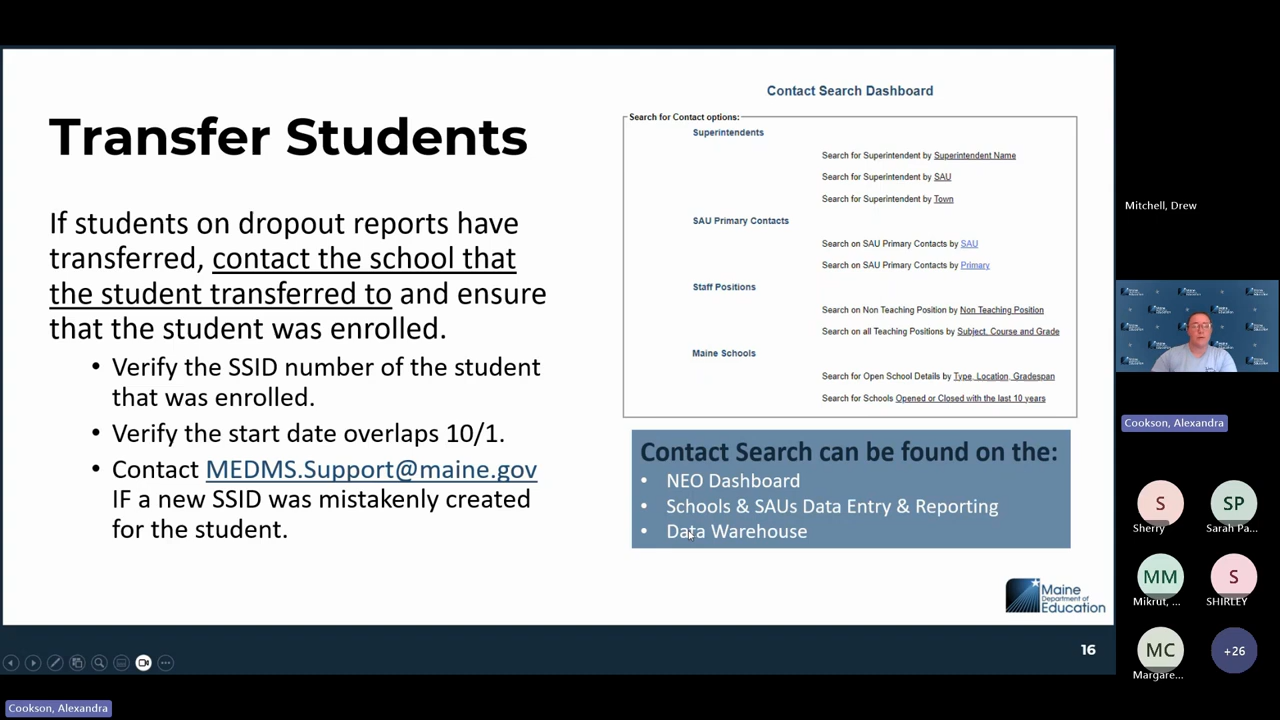 Transfer Students
If students on dropout reports have
transferred, contact the school that
the student transferred to and ensure
that the student was enrolled.
• Verify the SSID number of the student
that was enrolled.
• Verify the start date overlaps 10/1.
• Contact MEDMS.Support@maine.gov
IF a new SSID was mistakenly created
for the student.
Contact Search Dashboard
Search for Contact options:
Superintendents
Search for Superintendent by Superintendent Name
Search for Superintendent by SAU
Search for Superintendent by Town
SAU Primary Contacts
Search on SAU Primary Contacts by SAU
Search on SAU Primary Contacts by Primary
Staff Positions
Search on Non Teaching Position by Non Teaching Position
Search on all Teaching Positions by Subject, Course and Grade
Maine Schools
Search for Open School Details by Type, Location, Gradespan
Search for Schools Opened or Closed with the last 10 years
Contact Search can be found on the:
• NEO Dashboard
• Schools & SAUs Data Entry & Reporting
• Data Warehouse
Maine
Department of
Education
16
Mitchell, Drew
Cookson, Alexandra
S
Sherry
SP
Sarah Pa...
MM
Mikrut, ...
S
SHIRLEY
MC
Margare...
+26
Cookson, Alexandra